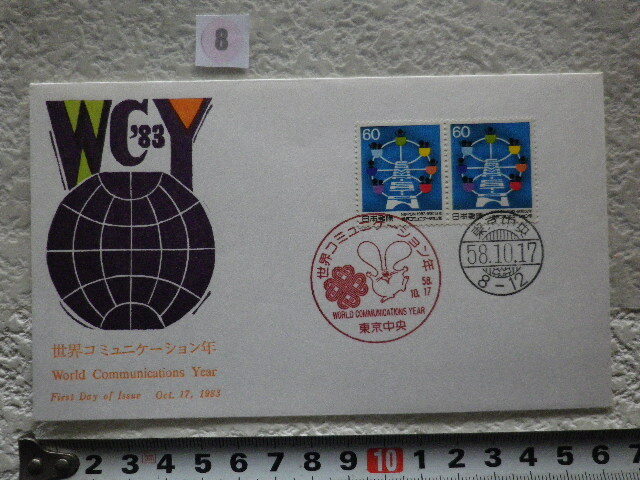 8
WCY
'83
60 60
日本郵便
日本郵便
世界コミュニケーション年
58.
10.17
WORLD COMMUNICATIONS YEAR
東京中央
東京中央
58.10.17
8-12
世界コミュニケーション年
World Communications Year
First Day of Issue Oct. 17, 1983
2 3 4 5 6 7 8 9 10 1 2 3 4 5 6 7